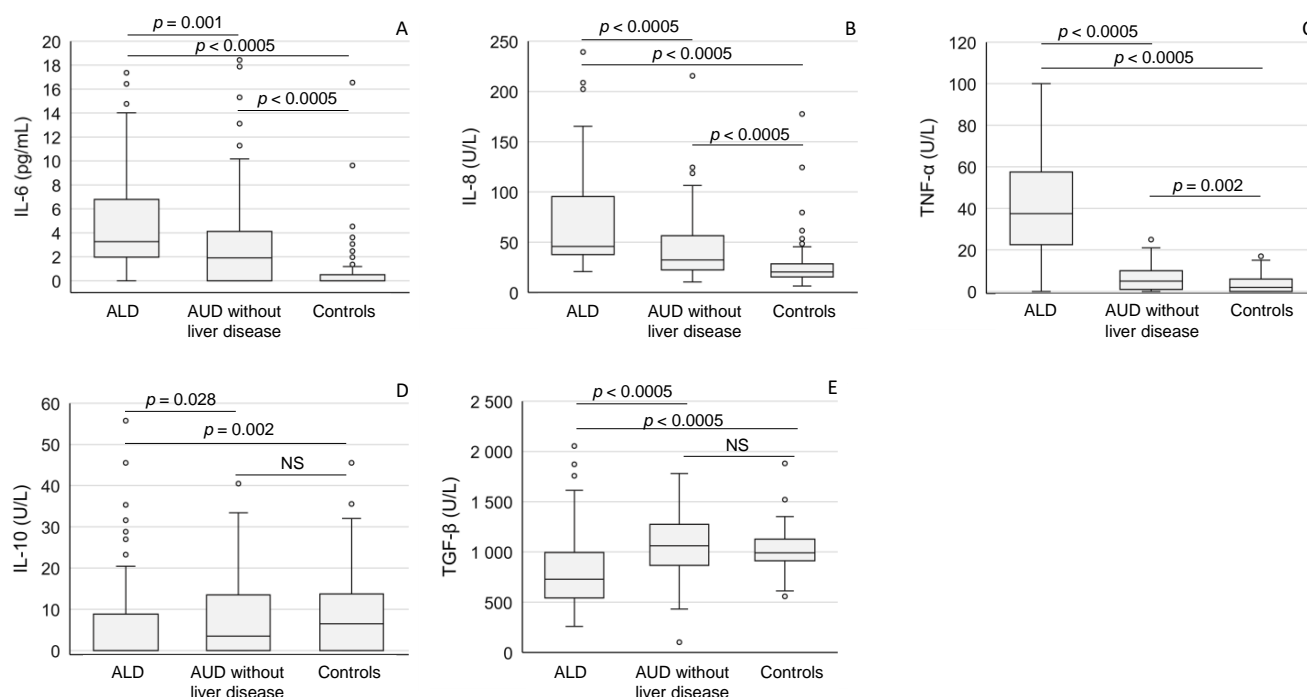 A
p = 0.001
p < 0.0005
p < 0.0005
20
18
16
14
12
10
8
6
4
2
0
IL-6 (pg/mL)
ALD
AUD without
liver disease
Controls
B
p < 0.0005
p < 0.0005
p < 0.0005
250
200
150
100
50
0
IL-8 (U/L)
ALD
AUD without
liver disease
Controls
C
p < 0.0005
p < 0.0005
p = 0.002
120
100
80
60
40
20
0
TNF-α (U/L)
ALD
AUD without
liver disease
Controls
D
p = 0.028
p = 0.002
NS
60
50
40
30
20
10
0
IL-10 (U/L)
ALD
AUD without
liver disease
Controls
E
p < 0.0005
p < 0.0005
NS
2 500
2 000
1 500
1 000
500
0
TGF-β (U/L)
ALD
AUD without
liver disease
Controls